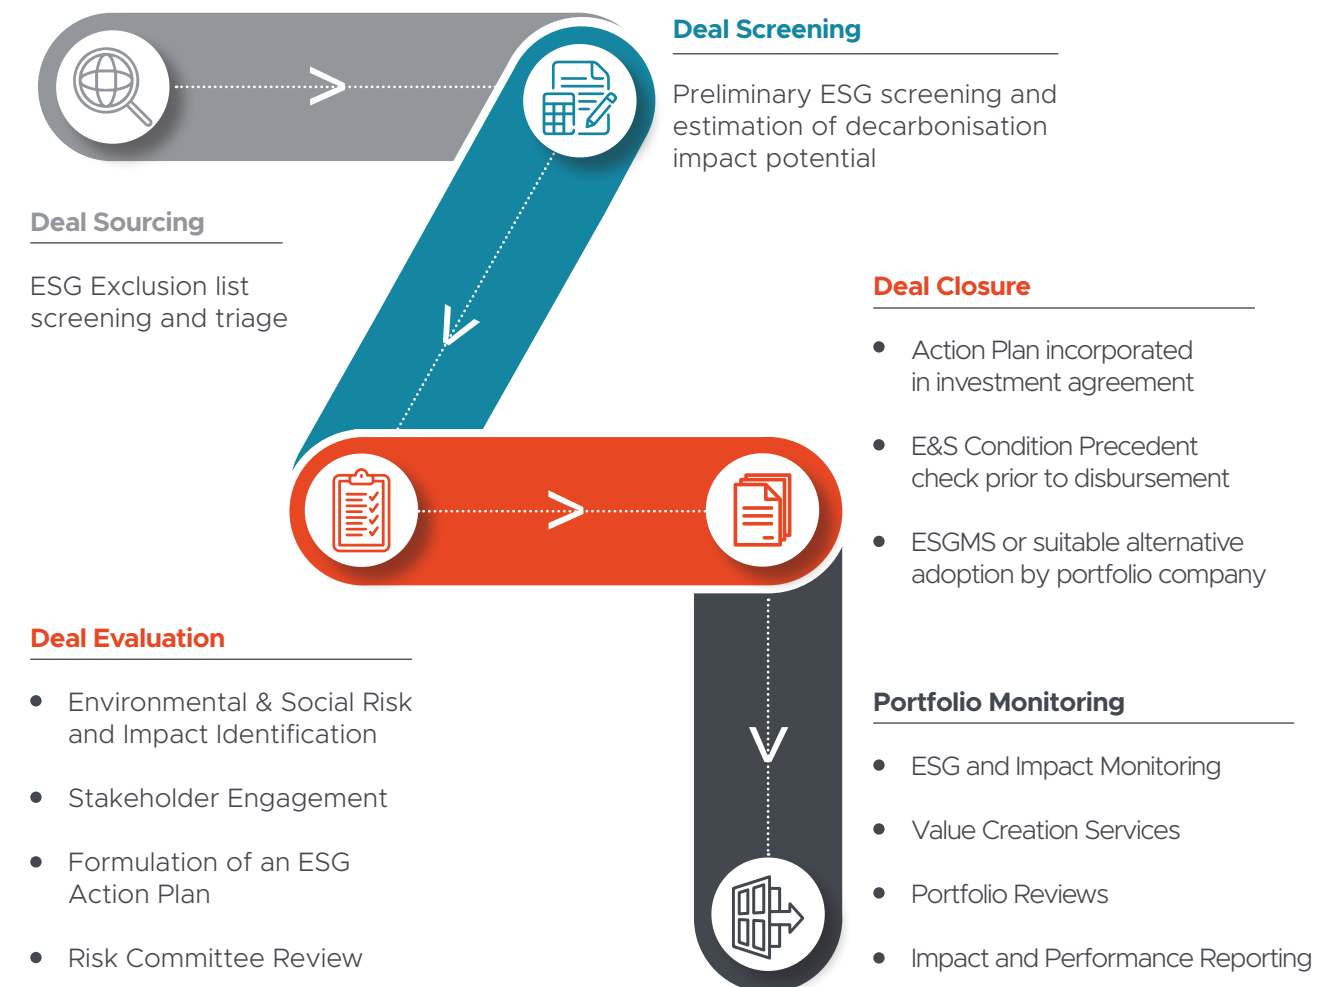 Deal Screening
Preliminary ESG screening and
estimation of decarbonisation
impact potential
Deal Sourcing
ESG Exclusion list
screening and triage
Deal Closure
• Action Plan incorporated
in investment agreement
• E&S Condition Precedent
check prior to disbursement
• ESGMS or suitable alternative
adoption by portfolio company
Deal Evaluation
• Environmental & Social Risk
and Impact Identification
• Stakeholder Engagement
• Formulation of an ESG
Action Plan
• Risk Committee Review
Portfolio Monitoring
• ESG and Impact Monitoring
• Value Creation Services
• Portfolio Reviews
• Impact and Performance Reporting